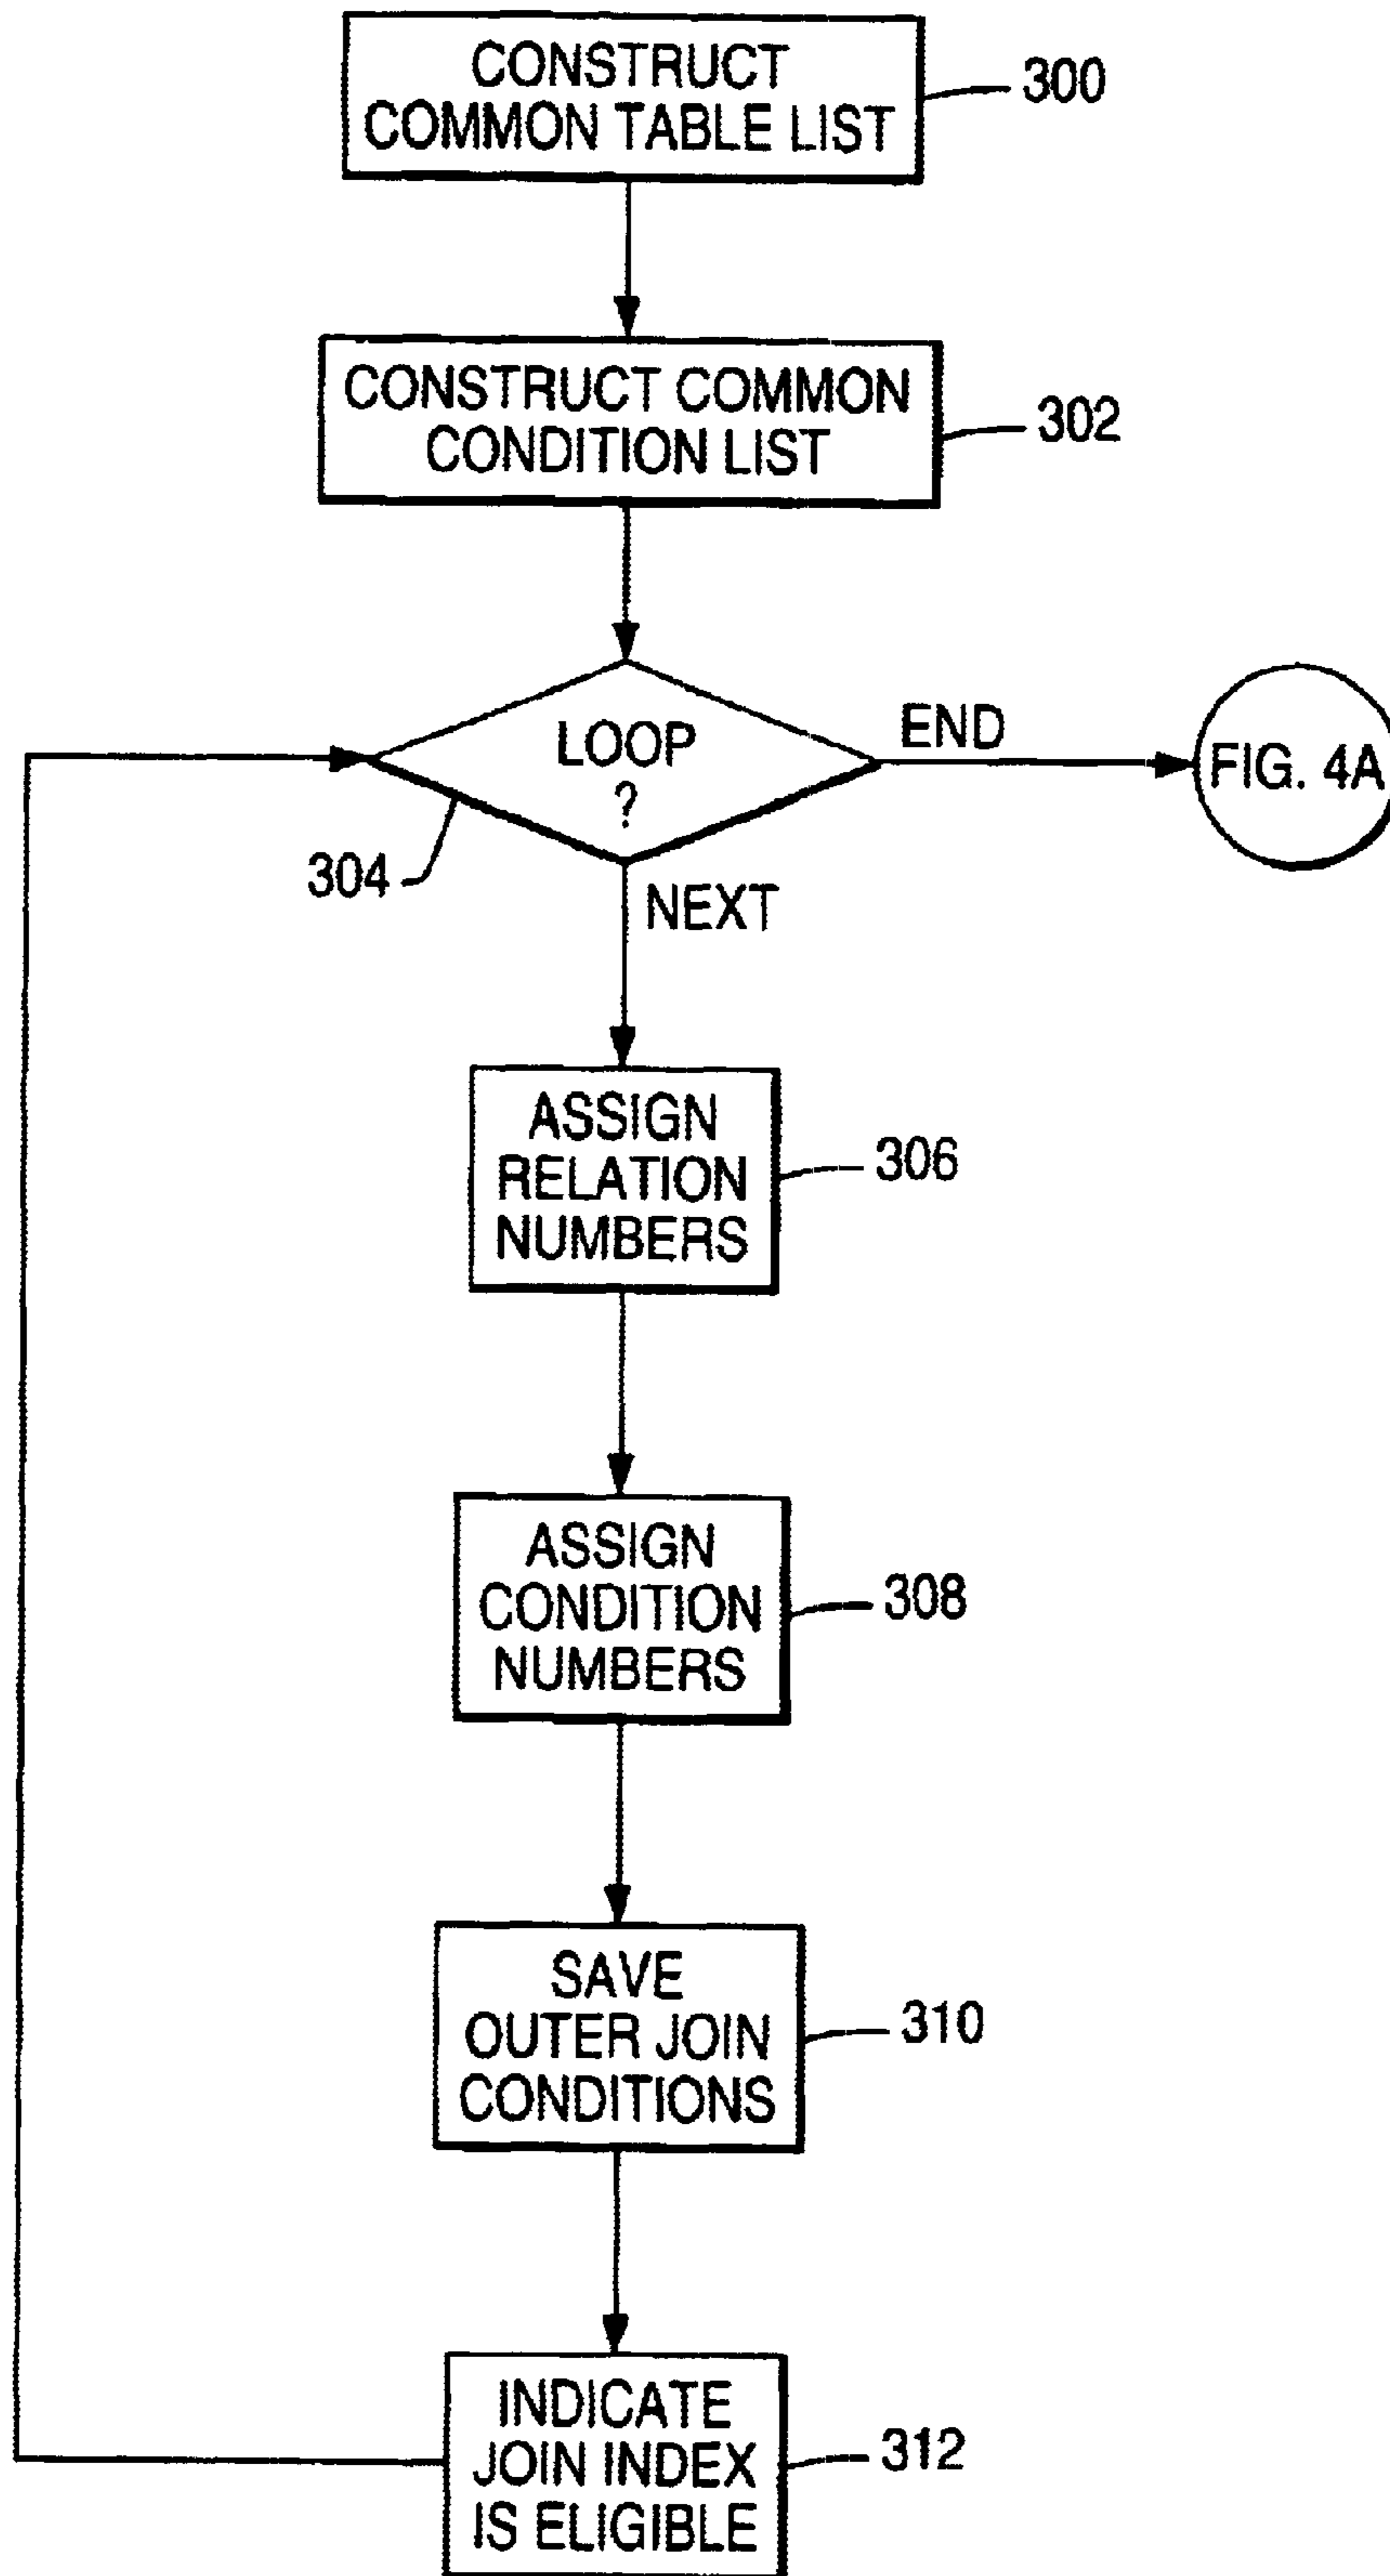 CONSTRUCT
COMMON TABLE LIST
300
CONSTRUCT COMMON
CONDITION LIST
302
LOOP
?
END
FIG. 4A
304
NEXT
ASSIGN
RELATION
NUMBERS
306
ASSIGN
CONDITION
NUMBERS
308
SAVE
OUTER JOIN
CONDITIONS
310
INDICATE
JOIN INDEX
IS ELIGIBLE
312